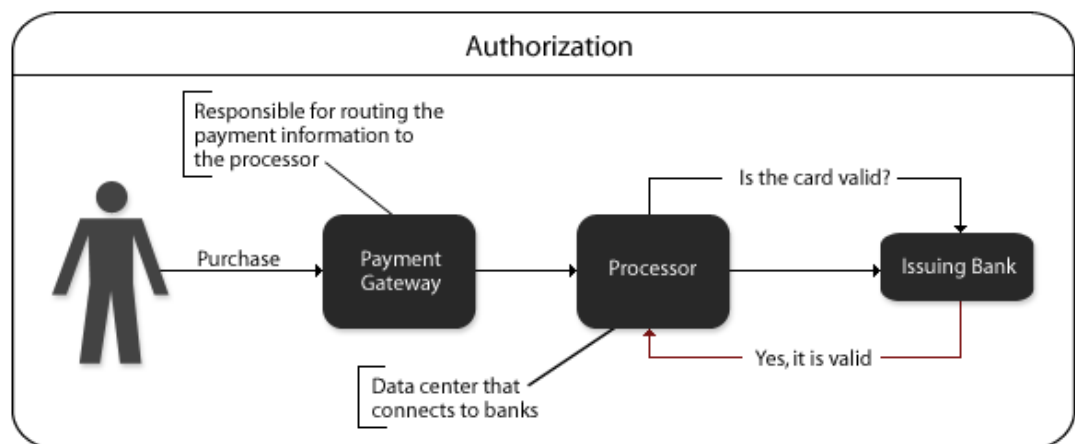 Authorization
Responsible for routing the
payment information to
the processor
Is the card valid?
Purchase
Payment
Gateway
Processor
Issuing Bank
Yes, it is valid
Data center that
connects to banks